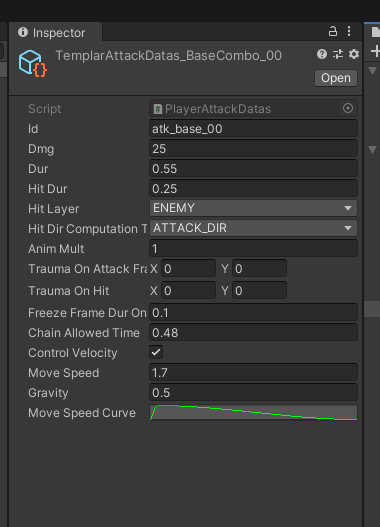 Inspector
TemplarAttackDatas_BaseCombo_00
Open
Script PlayerAttackDatas
Id atk_base_00
Dmg 25
Dur 0.55
Hit Dur 0.25
Hit Layer ENEMY
Hit Dir Computation T ATTACK_DIR
Anim Mult 1
Trauma On Attack Fra X 0 Y 0
Trauma On Hit X 0 Y 0
Freeze Frame Dur On 0.1
Chain Allowed Time 0.48
Control Velocity
Move Speed 1.7
Gravity 0.5
Move Speed Curve